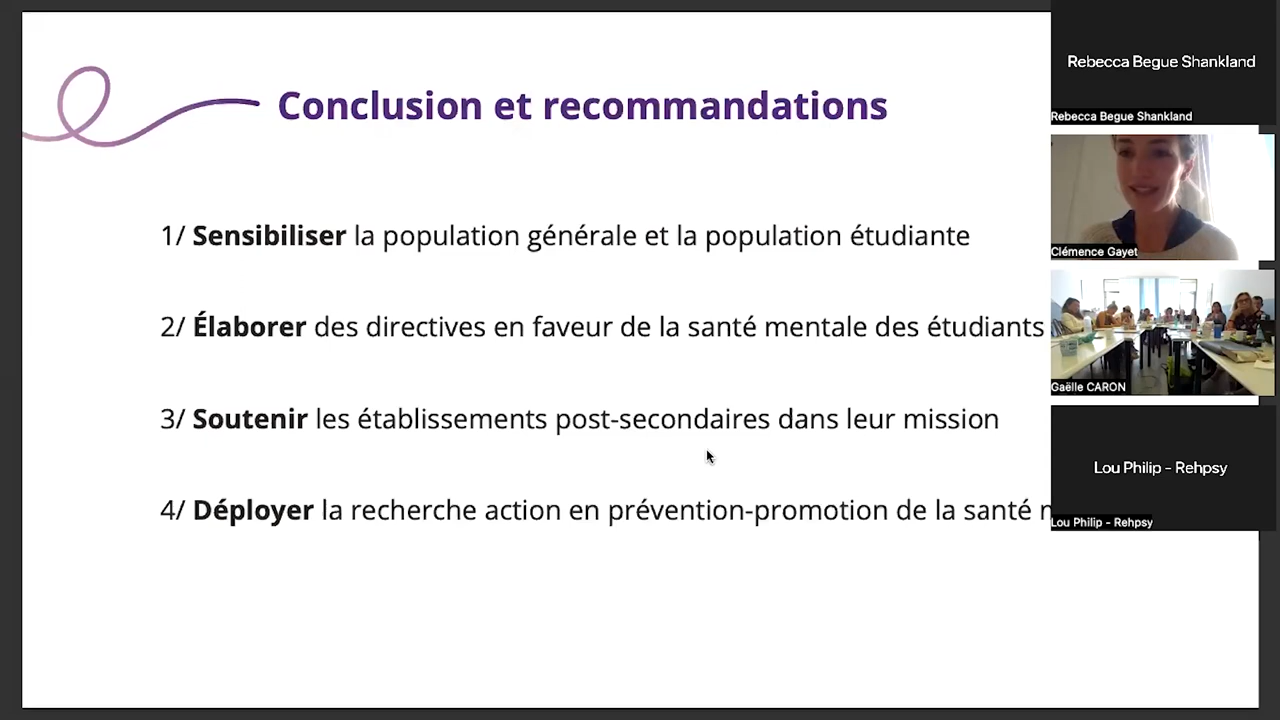 Conclusion et recommandations
1/ Sensibiliser la population générale et la population étudiante
2/ Élaborer des directives en faveur de la santé mentale des étudiants
3/ Soutenir les établissements post-secondaires dans leur mission
4/ Déployer la recherche action en prévention-promotion de la santé
Rebecca Begue Shankland
Rebecca Begue Shankland
Clémence Gayet
Gaëlle CARON
Lou Philip - Rehpsy
Lou Philip - Rehpsy